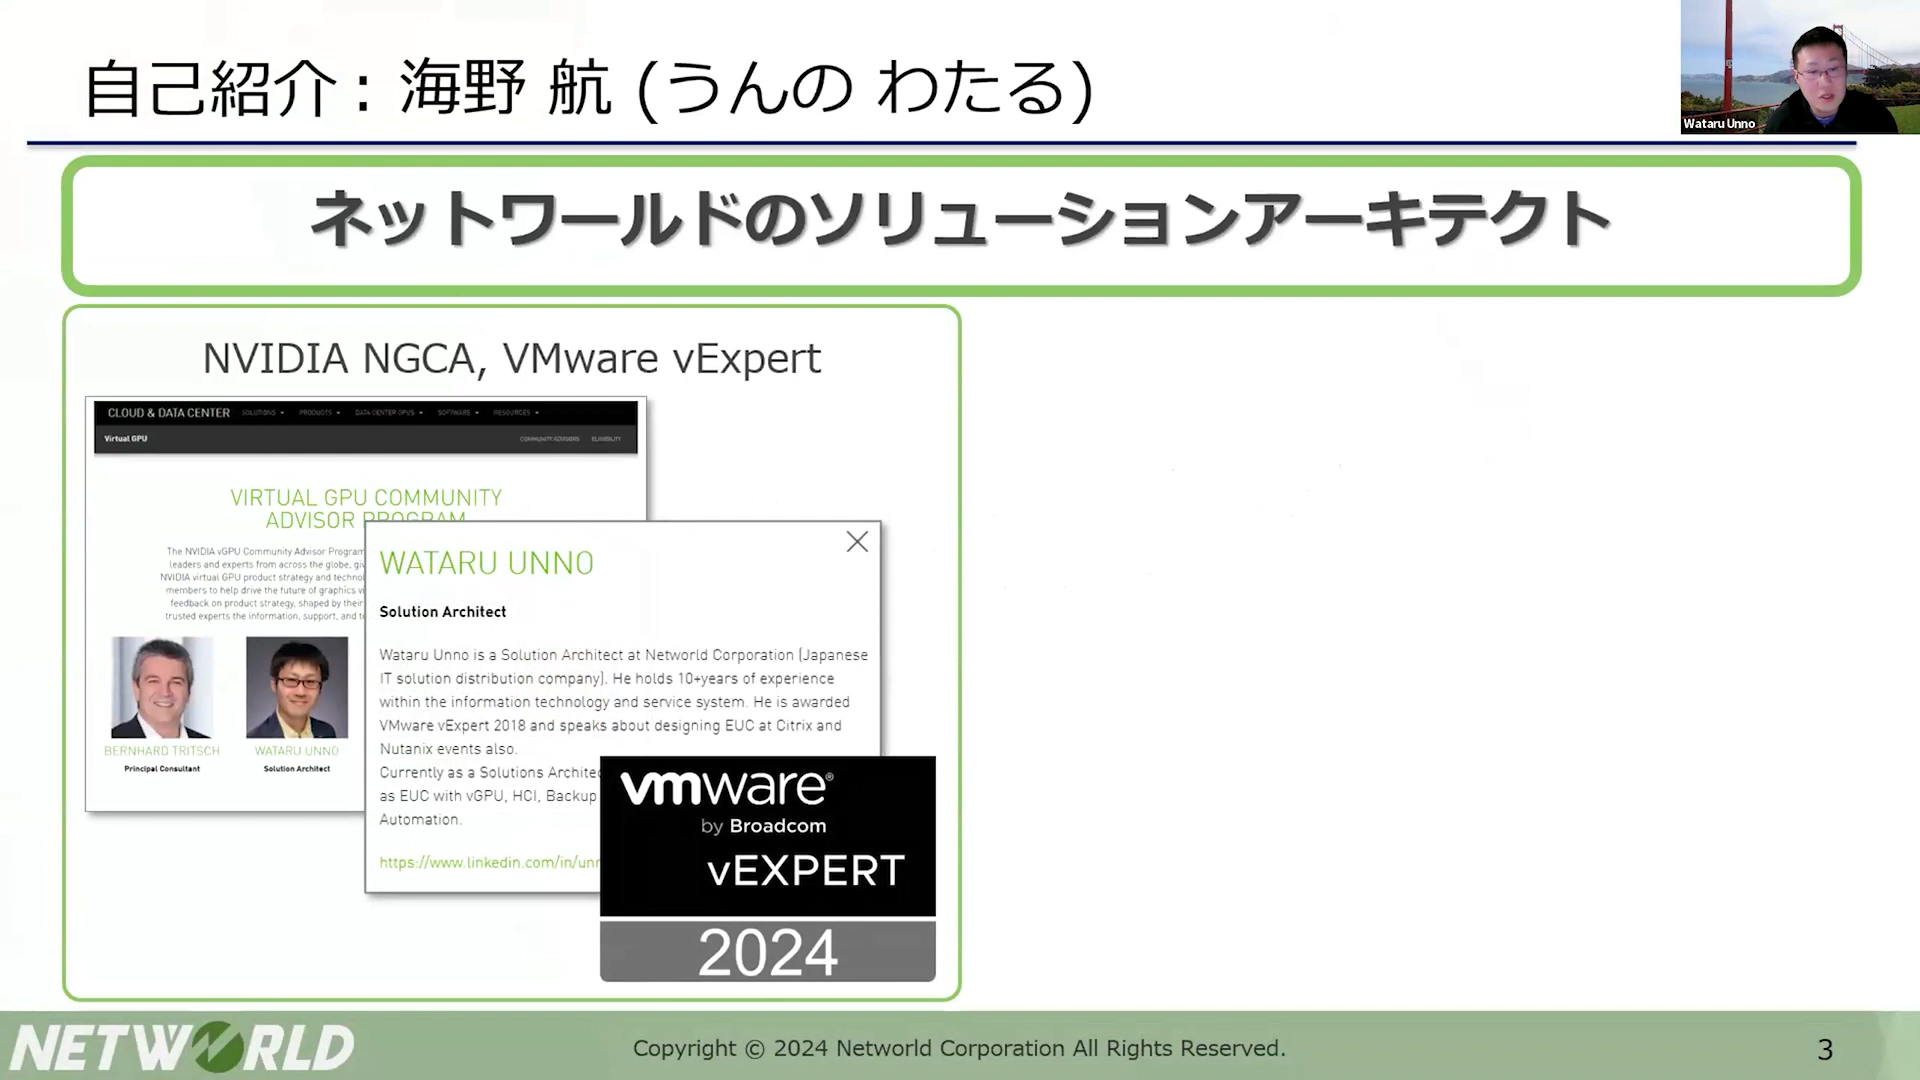 自己紹介：海野 航 (うんの わたる)
Wataru Unno
ネットワールドのソリューションアーキテクト
NVIDIA NGCA, VMware vExpert
CLOUD & DATA CENTER SOLUTIONS PRODUCTS DATA CENTER GPUS SOFTWARE RESOURCES
Virtual GPU COMMUNITY ADVISORS ELIGIBILITY
VIRTUAL GPU COMMUNITY
ADVISOR PROGRAM
The NVIDIA vGPU Community Advisor Program
leaders and experts from across the globe,
NVIDIA virtual GPU product strategy and
members to help drive the future of graphics
feedback on product strategy, shaped by their
trusted experts the information, support, and
BERNHARD TRITSCH
Principal Consultant
WATARU UNNO
Solution Architect
WATARU UNNO
Solution Architect
Wataru Unno is a Solution Architect at Networld Corporation (Japanese
IT solution distribution company). He holds 10+years of experience
within the information technology and service system. He is awarded
VMware vExpert 2018 and speaks about designing EUC at Citrix and
Nutanix events also.
Currently as a Solutions Architec
as EUC with vGPU, HCI, Backup
Automation.
https://www.linkedin.com/in/unn
vmware®
by Broadcom
vEXPERT
2024
NETWORLD
Copyright © 2024 Networld Corporation All Rights Reserved.
3